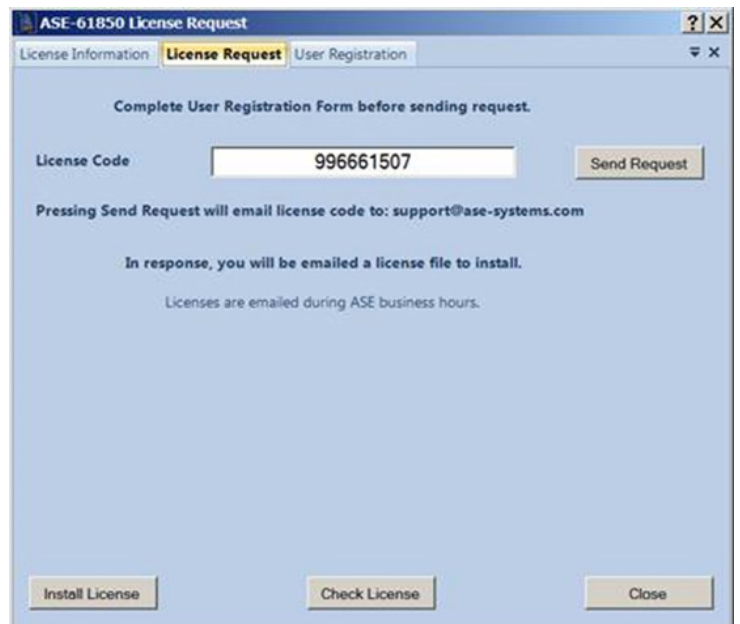 ASE-61850 License Request
License Information License Request User Registration
Complete User Registration Form before sending request.
License Code 996661507 Send Request
Pressing Send Request will email license code to: support@ase-systems.com
In response, you will be emailed a license file to install.
Licenses are emailed during ASE business hours.
Install License Check License Close